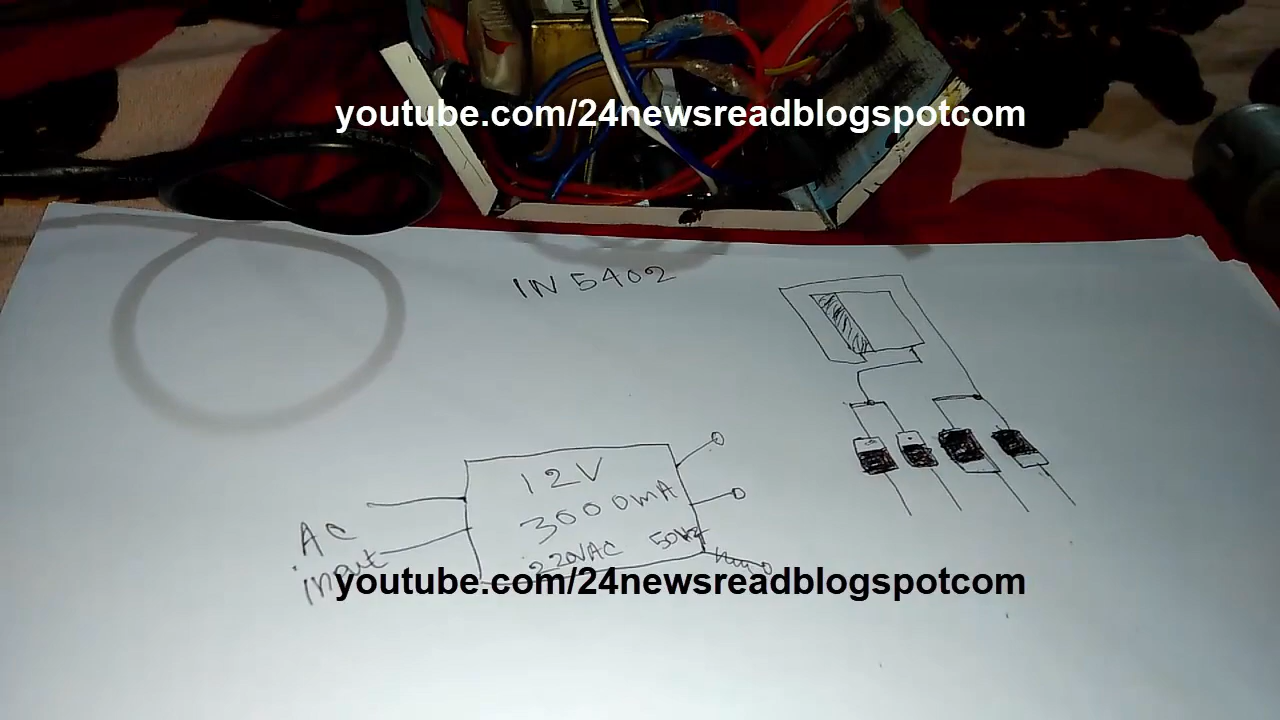 youtube.com/24newsreadblogspotcom
IN 5402
12V
3000mA
220VAC 50Hz
AC
input
youtube.com/24newsreadblogspotcom